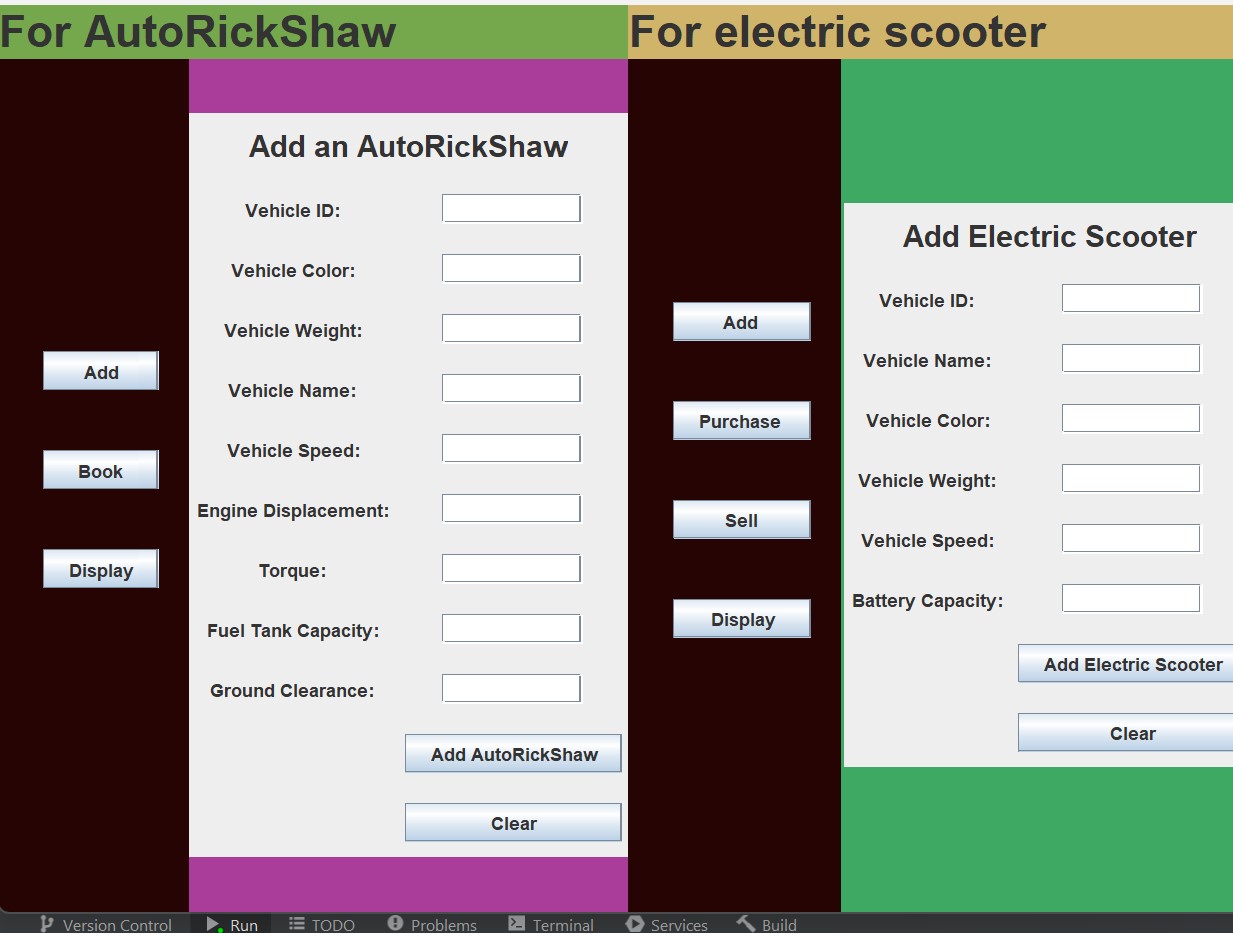 For AutoRickShaw
Add
Book
Display
Add an AutoRickShaw
Vehicle ID:
Vehicle Color:
Vehicle Weight:
Vehicle Name:
Vehicle Speed:
Engine Displacement:
Torque:
Fuel Tank Capacity:
Ground Clearance:
Add AutoRickShaw
Clear
For electric scooter
Add
Purchase
Sell
Display
Add Electric Scooter
Vehicle ID:
Vehicle Name:
Vehicle Color:
Vehicle Weight:
Vehicle Speed:
Battery Capacity:
Add Electric Scooter
Clear
Version Control Run TODO Problems Terminal Services Build